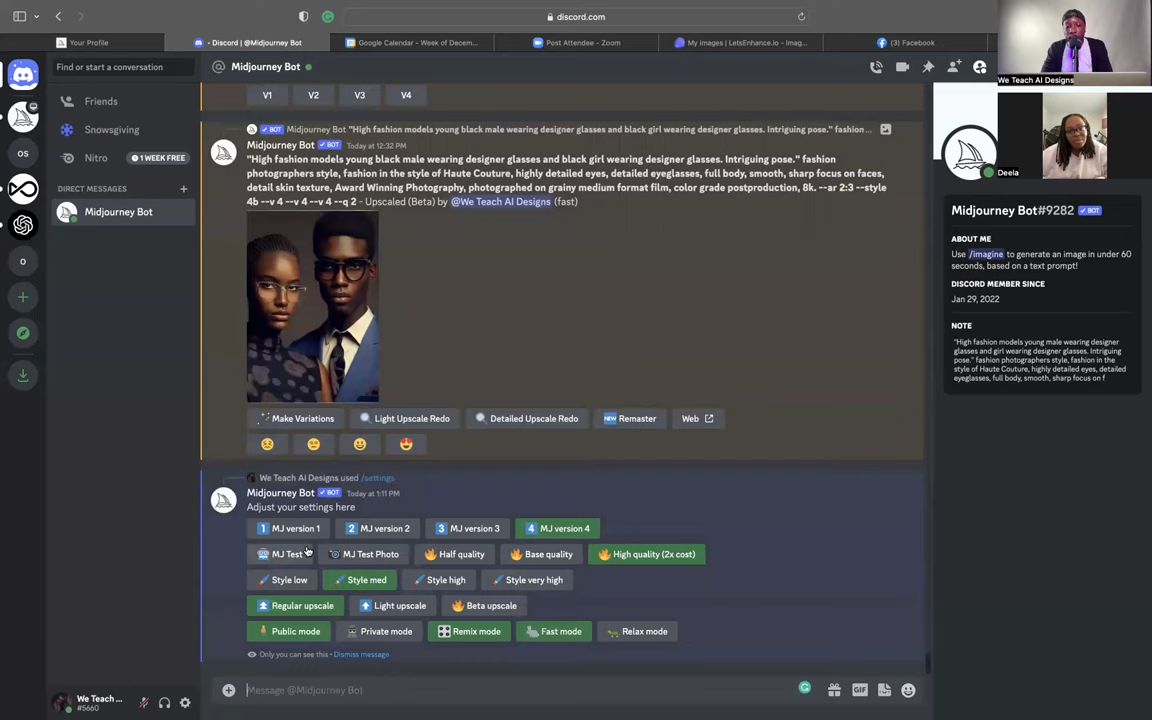 discord.com
Your Profile
• Discord | @Midjourney Bot
Google Calendar - Week of Decem...
Post Attendee - Zoom
My Images | LetsEnhance.io - Imag...
(3) Facebook
We Teach AI Designs
Deela
Find or start a conversation
Friends
Snowsgiving
Nitro
1 WEEK FREE
DIRECT MESSAGES
Midjourney Bot
OS
O
O
We Teach ...
#5660
@ Midjourney Bot
V1
V2
V3
V4
BOT Midjourney Bot "High fashion models young black male wearing designer glasses and black girl wearing designer glasses. Intriguing pose." fashion ...
Midjourney Bot BOT Today at 12:32 PM
"High fashion models young black male wearing designer glasses and black girl wearing designer glasses. Intriguing pose." fashion
photographers style, fashion in the style of Haute Couture, highly detailed eyes, detailed eyeglasses, full body, smooth, sharp focus on faces,
detail skin texture, Award Winning Photography, photographed on grainy medium format film, color grade postproduction, 8k. --ar 2:3 --style
4b --v 4 --v 4 --v 4 --q 2 - Upscaled (Beta) by @We Teach AI Designs (fast)
Make Variations
Light Upscale Redo
Detailed Upscale Redo
NEW Remaster
Web
We Teach AI Designs used /settings
Midjourney Bot BOT Today at 1:11 PM
Adjust your settings here
1 MJ version 1
2 MJ version 2
3 MJ version 3
4 MJ version 4
MJ Test
MJ Test Photo
Half quality
Base quality
High quality (2x cost)
Style low
Style med
Style high
Style very high
Regular upscale
Light upscale
Beta upscale
Public mode
Private mode
Remix mode
Fast mode
Relax mode
Only you can see this • Dismiss message
Message @Midjourney Bot
GIF
Midjourney Bot#9282 BOT
ABOUT ME
Use /imagine to generate an image in under 60
seconds, based on a text prompt!
DISCORD MEMBER SINCE
Jan 29, 2022
NOTE
"High fashion models young male wearing designer
glasses and girl wearing designer glasses. Intriguing
pose." fashion photographers style, fashion in the
style of Haute Couture, highly detailed eyes, detailed
eyeglasses, full body, smooth, sharp focus on f